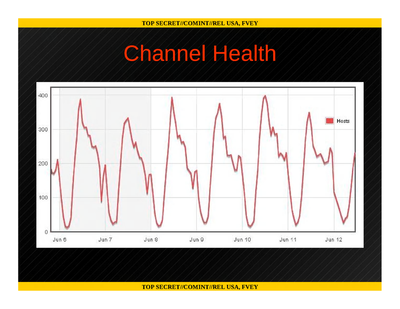 TOP SECRET//COMINT//REL USA, FVEY
Channel Health
400
300
200
100
0
Hosts
Jun 6
Jun 7
Jun 8
Jun 9
Jun 10
Jun 11
Jun 12
TOP SECRET//COMINT//REL USA, FVEY